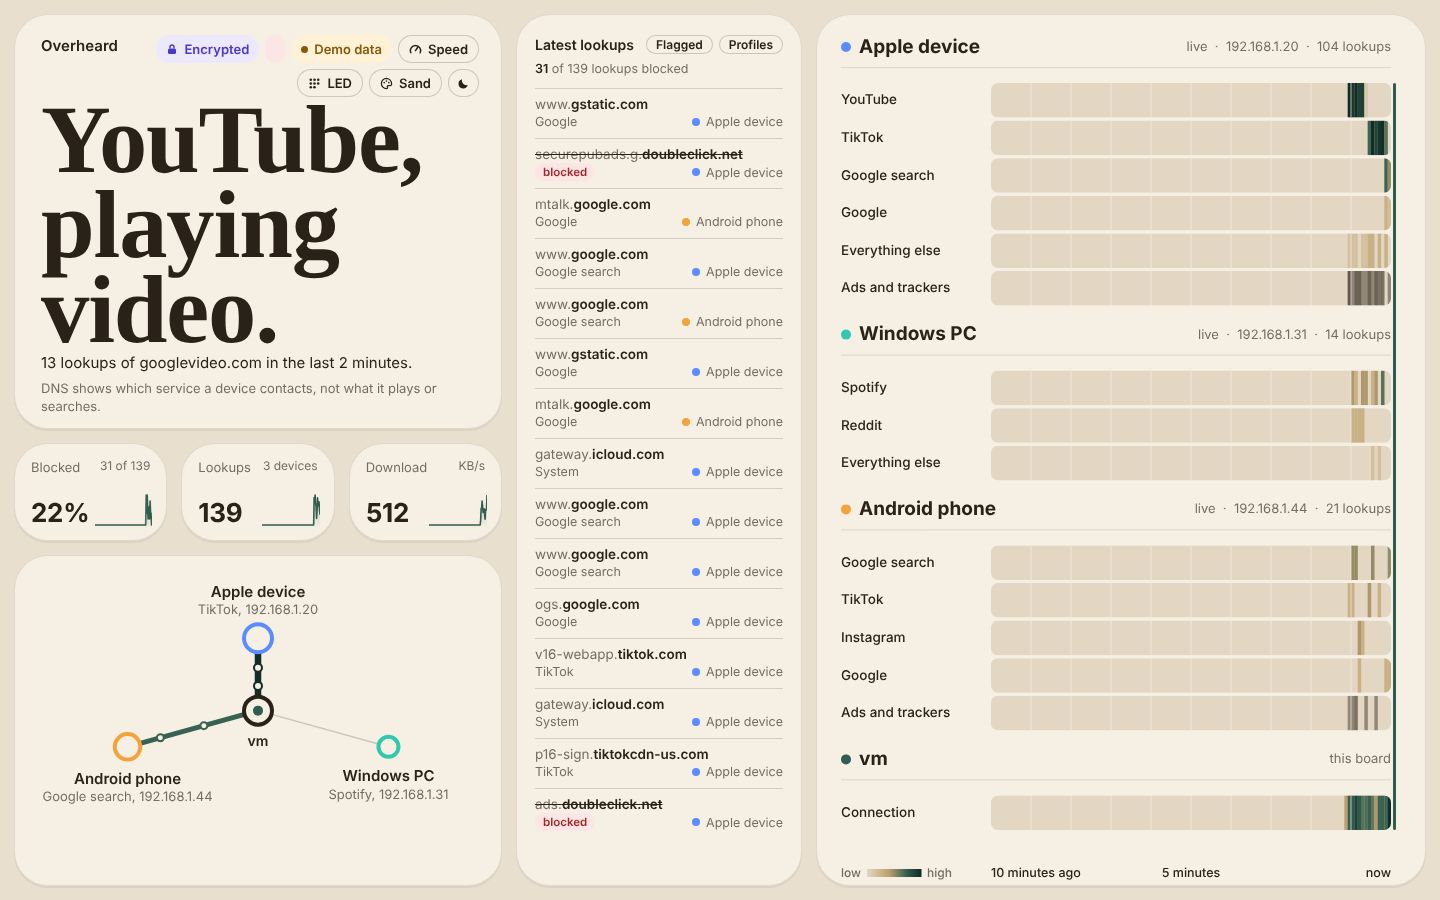 Overheard
Encrypted
Demo data
Speed
LED
Sand
YouTube,
playing
video.
13 lookups of googlevideo.com in the last 2 minutes.
DNS shows which service a device contacts, not what it plays or
searches.
Blocked 31 of 139
22%
Lookups 3 devices
139
Download KB/s
512
Apple device
TikTok, 192.168.1.20
vm
Android phone
Google search, 192.168.1.44
Windows PC
Spotify, 192.168.1.31
Latest lookups Flagged Profiles
31 of 139 lookups blocked
www.gstatic.com
Google Apple device
securepubads.g.doubleclick.net
blocked Apple device
mtalk.google.com
Google Android phone
www.google.com
Google search Apple device
www.google.com
Google search Android phone
www.gstatic.com
Google Apple device
mtalk.google.com
Google Android phone
gateway.icloud.com
System Apple device
www.google.com
Google search Apple device
www.google.com
Google search Apple device
ogs.google.com
Google Apple device
v16-webapp.tiktok.com
TikTok Apple device
gateway.icloud.com
System Apple device
p16-sign.tiktokcdn-us.com
TikTok Apple device
ads.doubleclick.net
blocked Apple device
Apple device live · 192.168.1.20 · 104 lookups
YouTube
TikTok
Google search
Google
Everything else
Ads and trackers
Windows PC live · 192.168.1.31 · 14 lookups
Spotify
Reddit
Everything else
Android phone live · 192.168.1.44 · 21 lookups
Google search
TikTok
Instagram
Google
Ads and trackers
vm this board
Connection
low high 10 minutes ago 5 minutes now